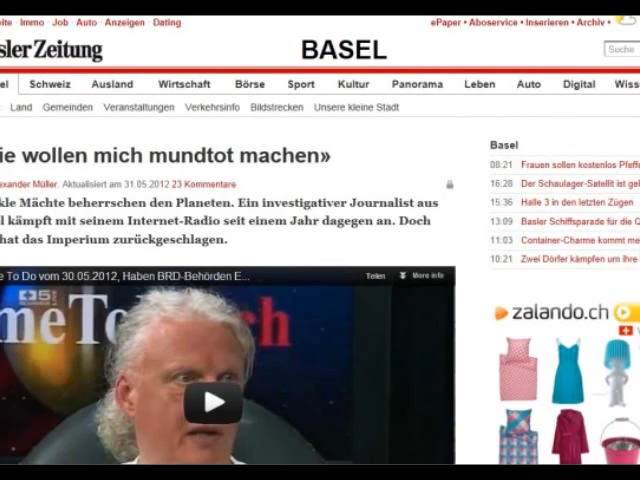 eite · Immo · Job · Auto · Anzeigen · Dating
ePaper · Aboservice · Inserieren · Archiv ·
sler Zeitung
BASEL
Suche
el Schweiz Ausland Wirtschaft Börse Sport Kultur Panorama Leben Auto Digital Wisse
Land Gemeinden Veranstaltungen Verkehrsinfo Bildstrecken Unsere kleine Stadt
ie wollen mich mundtot machen»
exander Müller. Aktualisiert am 31.05.2012 23 Kommentare
kle Mächte beherrschen den Planeten. Ein investigativer Journalist aus
l kämpft mit seinem Internet-Radio seit einem Jahr dagegen an. Doch
hat das Imperium zurückgeschlagen.
e To Do vom 30.05.2012, Haben BRD-Behörden E...
Teilen
More info
5
meTo
ch
Basel
08:21 Frauen sollen kostenlos Pfeffe
16:28 Der Schaulager-Satellit ist gel
15:36 Halle 3 in den letzten Zügen
13:09 Basler Schiffsparade für die Q
11:03 Container-Charme kommt me
10:21 Zwei Dörfer kämpfen um ihre
zalando.ch